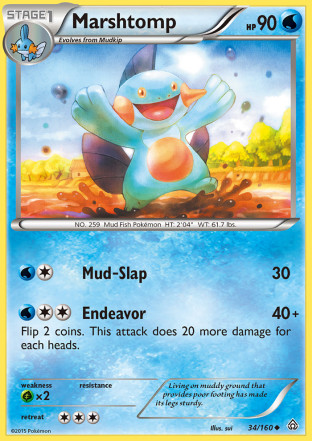 STAGE1
Marshtomp
HP90
Evolves from Mudkip
NO. 259 Mud Fish Pokémon HT: 2'04" WT: 61.7 lbs.
Mud-Slap 30
Endeavor 40+
Flip 2 coins. This attack does 20 more damage for
each heads.
weakness resistance
×2
retreat
Living on muddy ground that
provides poor footing has made
its legs sturdy.
©2015 Pokémon
Illus. sui 34/160